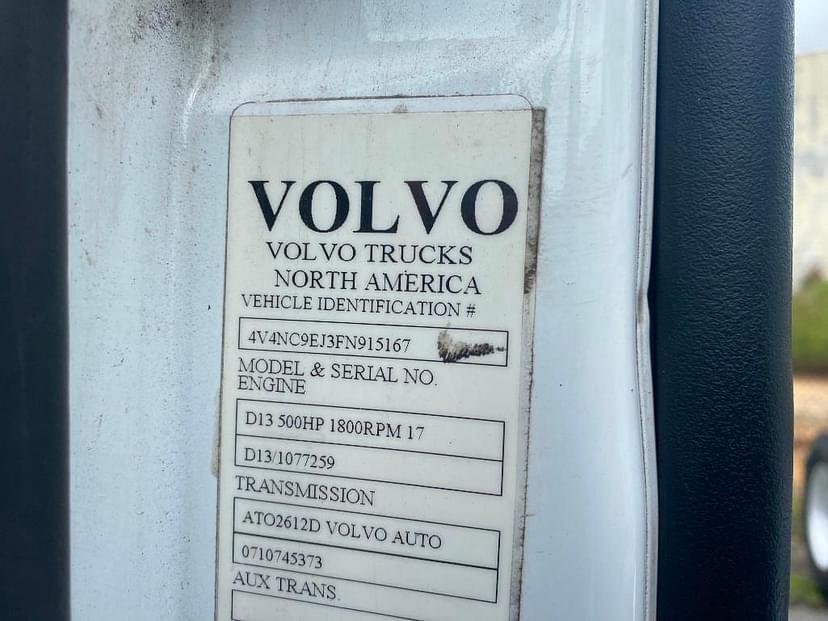 VOLVO
VOLVO TRUCKS
NORTH AMERICA
VEHICLE IDENTIFICATION #
4V4NC9EJ3FN915167
MODEL & SERIAL NO.
ENGINE
D13 500HP 1800RPM 17
D13/1077259
TRANSMISSION
ATO2612D VOLVO AUTO
0710745373
AUX TRANS.